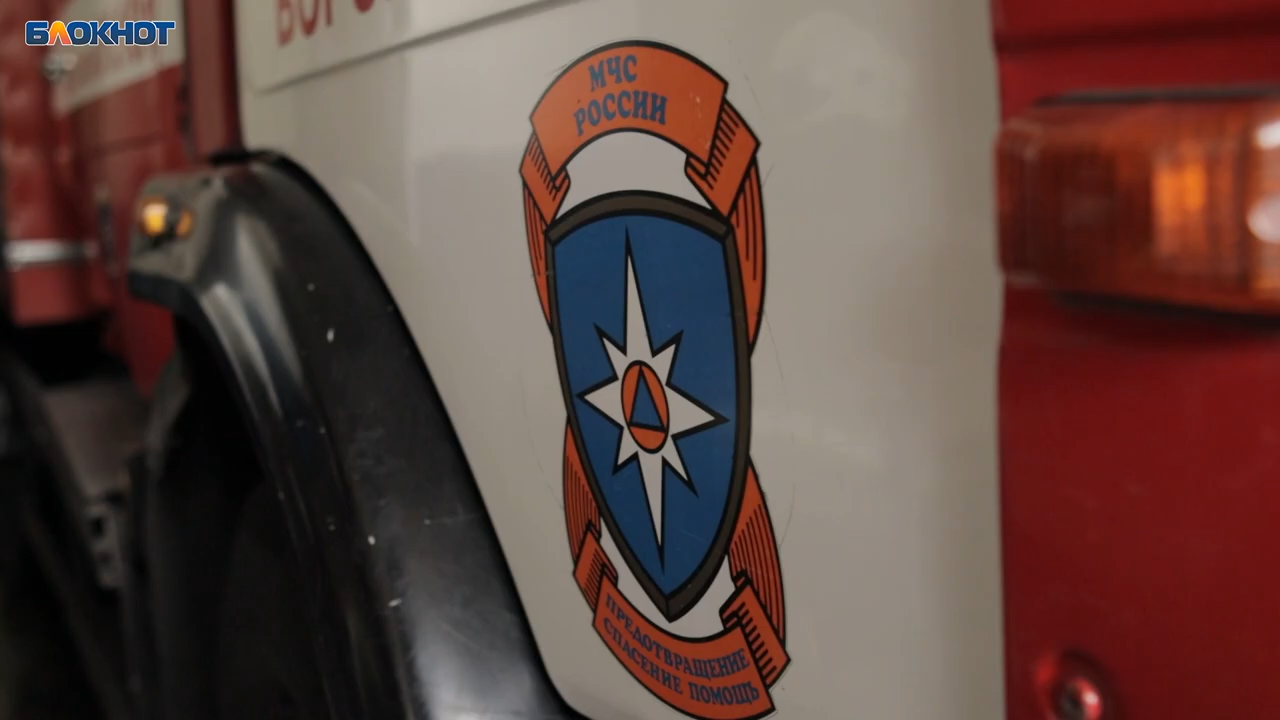 БЛОКНОТ
МЧС
РОССИИ
ПРЕДОТВРАЩЕНИЕ
СПАСЕНИЕ ПОМОЩЬ